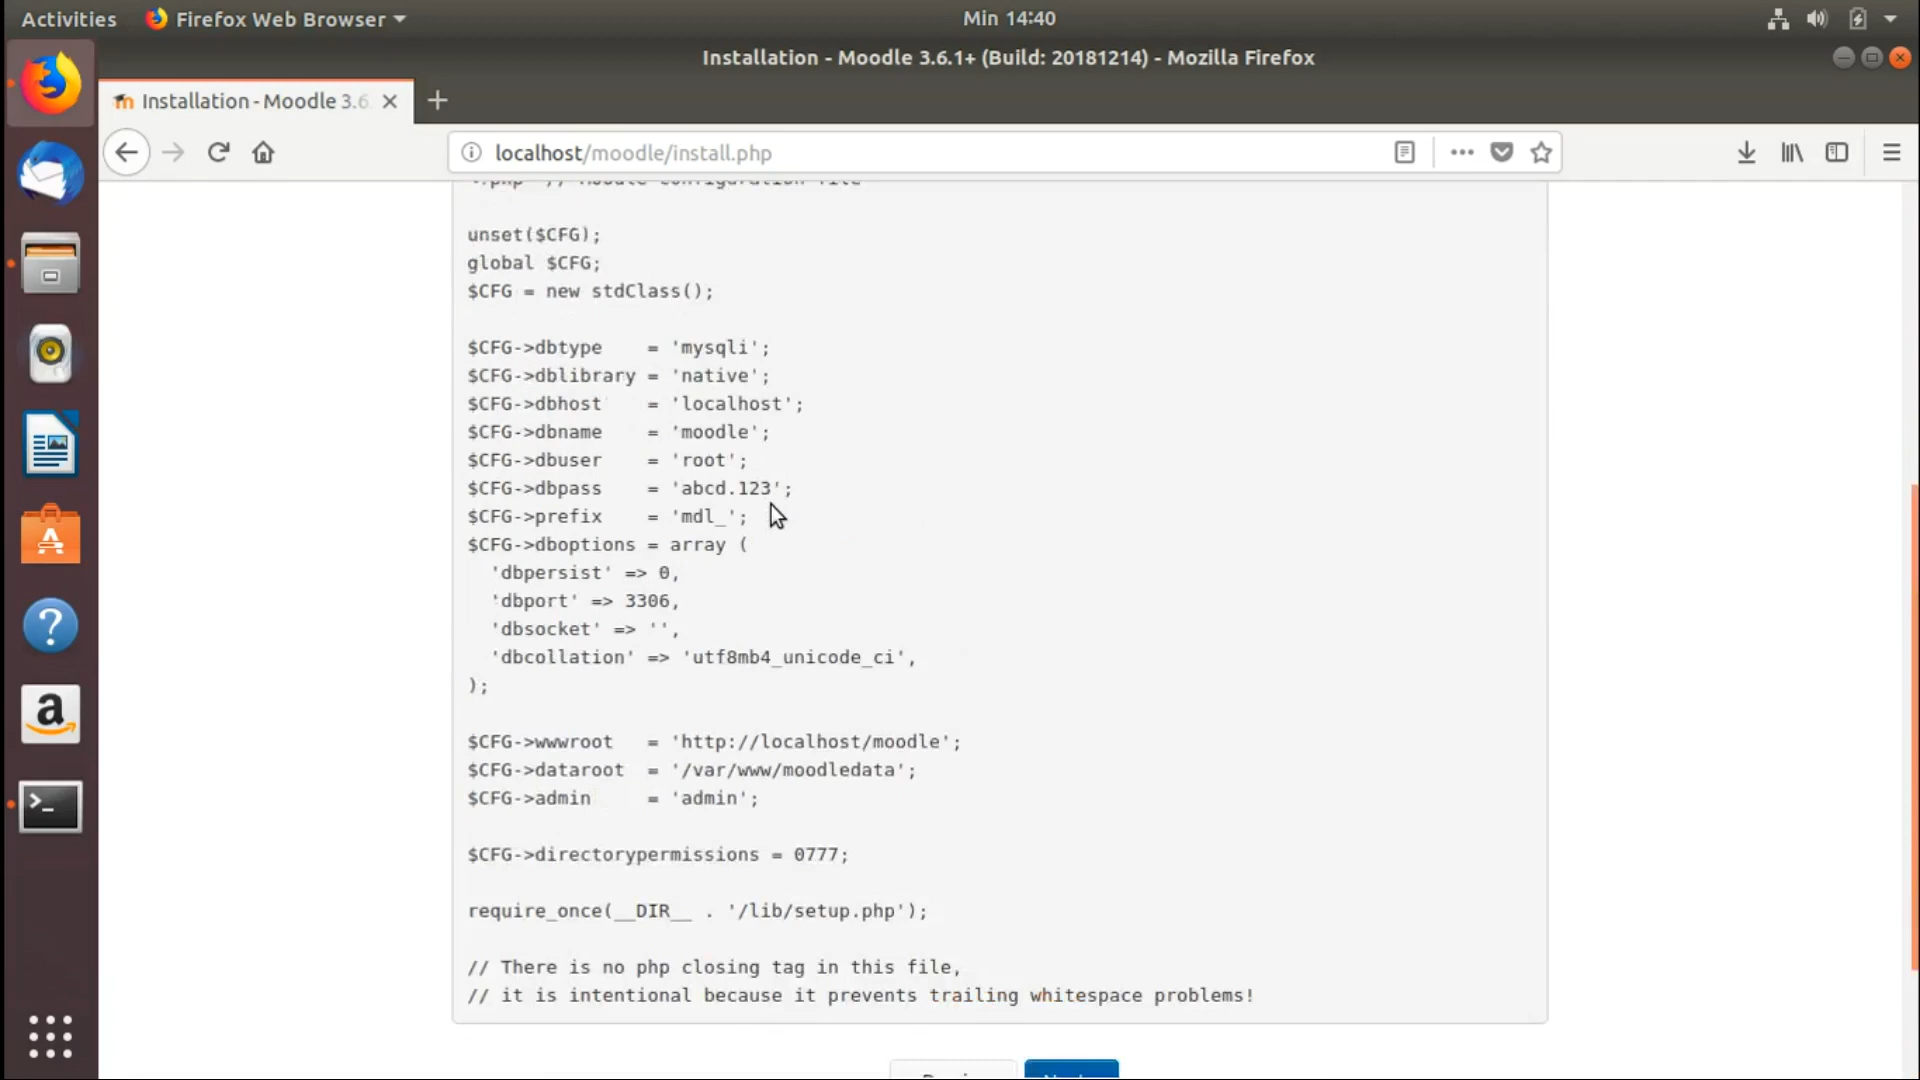 Activities
Firefox Web Browser
Min 14:40
Installation - Moodle 3.6.1+ (Build: 20181214) - Mozilla Firefox
Installation - Moodle 3.6
localhost/moodle/install.php
unset($CFG);
global $CFG;
$CFG = new stdClass();
$CFG->dbtype    = 'mysqli';
$CFG->dblibrary = 'native';
$CFG->dbhost    = 'localhost';
$CFG->dbname    = 'moodle';
$CFG->dbuser    = 'root';
$CFG->dbpass    = 'abcd.123';
$CFG->prefix    = 'mdl_';
$CFG->dboptions = array (
  'dbpersist' => 0,
  'dbport' => 3306,
  'dbsocket' => '',
  'dbcollation' => 'utf8mb4_unicode_ci',
);
$CFG->wwwroot   = 'http://localhost/moodle';
$CFG->dataroot  = '/var/www/moodledata';
$CFG->admin     = 'admin';
$CFG->directorypermissions = 0777;
require_once(__DIR__ . '/lib/setup.php');
// There is no php closing tag in this file,
// it is intentional because it prevents trailing whitespace problems!